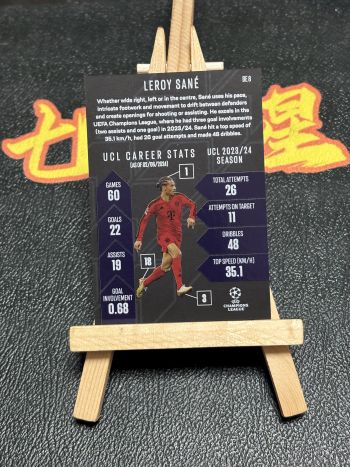 BE 8
LEROY SANÉ
Whether wide right, left or in the centre, Sané uses his pace,
intricate footwork and movement to drift between defenders
and create openings for shooting or assisting. He excels in the
UEFA Champions League, where he had three goal involvements
(two assists and one goal) in 2023/24. Sané hit a top speed of
35.1 km/h, had 26 goal attempts and made 48 dribbles.
UCL CAREER STATS
(AS OF 02/06/2024)
GAMES
60
GOALS
22
ASSISTS
19
GOAL
INVOLVEMENT
0.68
1
18
3
UCL 2023/24
SEASON
TOTAL ATTEMPTS
26
ATTEMPTS ON TARGET
11
DRIBBLES
48
TOP SPEED (KM/H)
35.1
UEFA
CHAMPIONS
LEAGUE
七
星